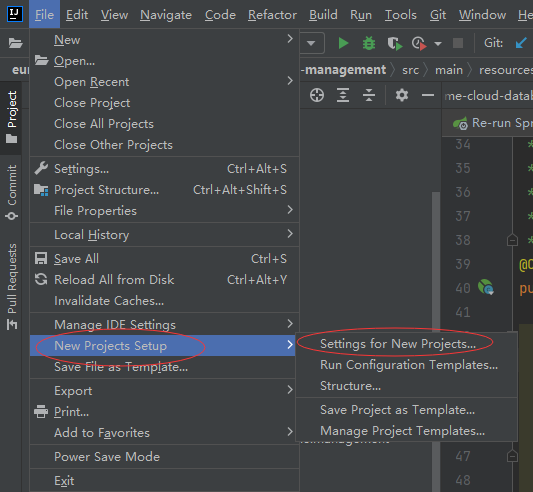 File Edit View Navigate Code Refactor Build Run Tools Git Window He
New
Open...
Open Recent
Close Project
Close All Projects
Close Other Projects
Settings... Ctrl+Alt+S
Project Structure... Ctrl+Alt+Shift+S
File Properties
Local History
Save All Ctrl+S
Reload All from Disk Ctrl+Alt+Y
Invalidate Caches...
Manage IDE Settings
New Projects Setup
Save File as Template...
Export
Print...
Add to Favorites
Power Save Mode
Exit
Settings for New Projects...
Run Configuration Templates...
Structure...
Save Project as Template...
Manage Project Templates...
Git:
eur
-management src main resources
me-cloud-datab
Re-run Spr
Project
Commit
Pull Requests
34
*
*
*
*
38 *
39 @C
40 pu
41
47
48